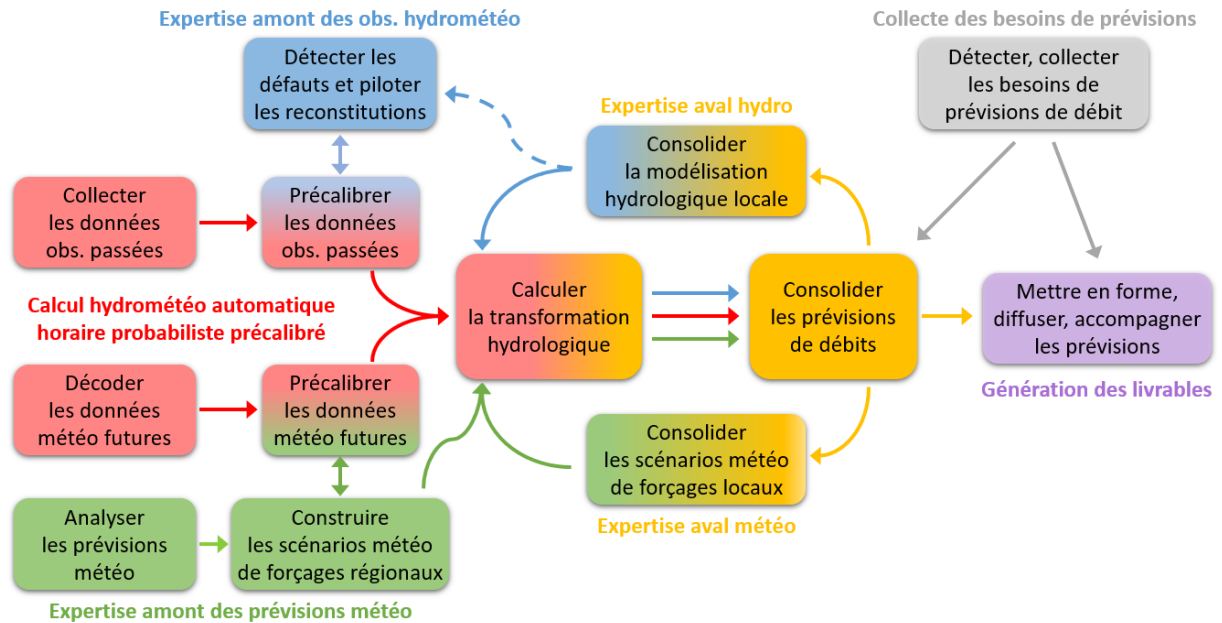 Expertise amont des obs. hydrométéo
Détecter les
défauts et piloter
les reconstitutions
Collecte des besoins de prévisions
Détecter, collecter
les besoins de
prévisions de débit
Expertise aval hydro
Consolider
la modélisation
hydrologique locale
Collecter
les données
obs. passées
Précalibrer
les données
obs. passées
Calcul hydrométéo automatique
horaire probabiliste précalibré
Calculer
la transformation
hydrologique
Consolider
les prévisions
de débits
Mettre en forme,
diffuser, accompagner
les prévisions
Génération des livrables
Décoder
les données
météo futures
Précalibrer
les données
météo futures
Consolider
les scénarios météo
de forçages locaux
Expertise aval météo
Analyser
les prévisions
météo
Construire
les scénarios météo
de forçages régionaux
Expertise amont des prévisions météo